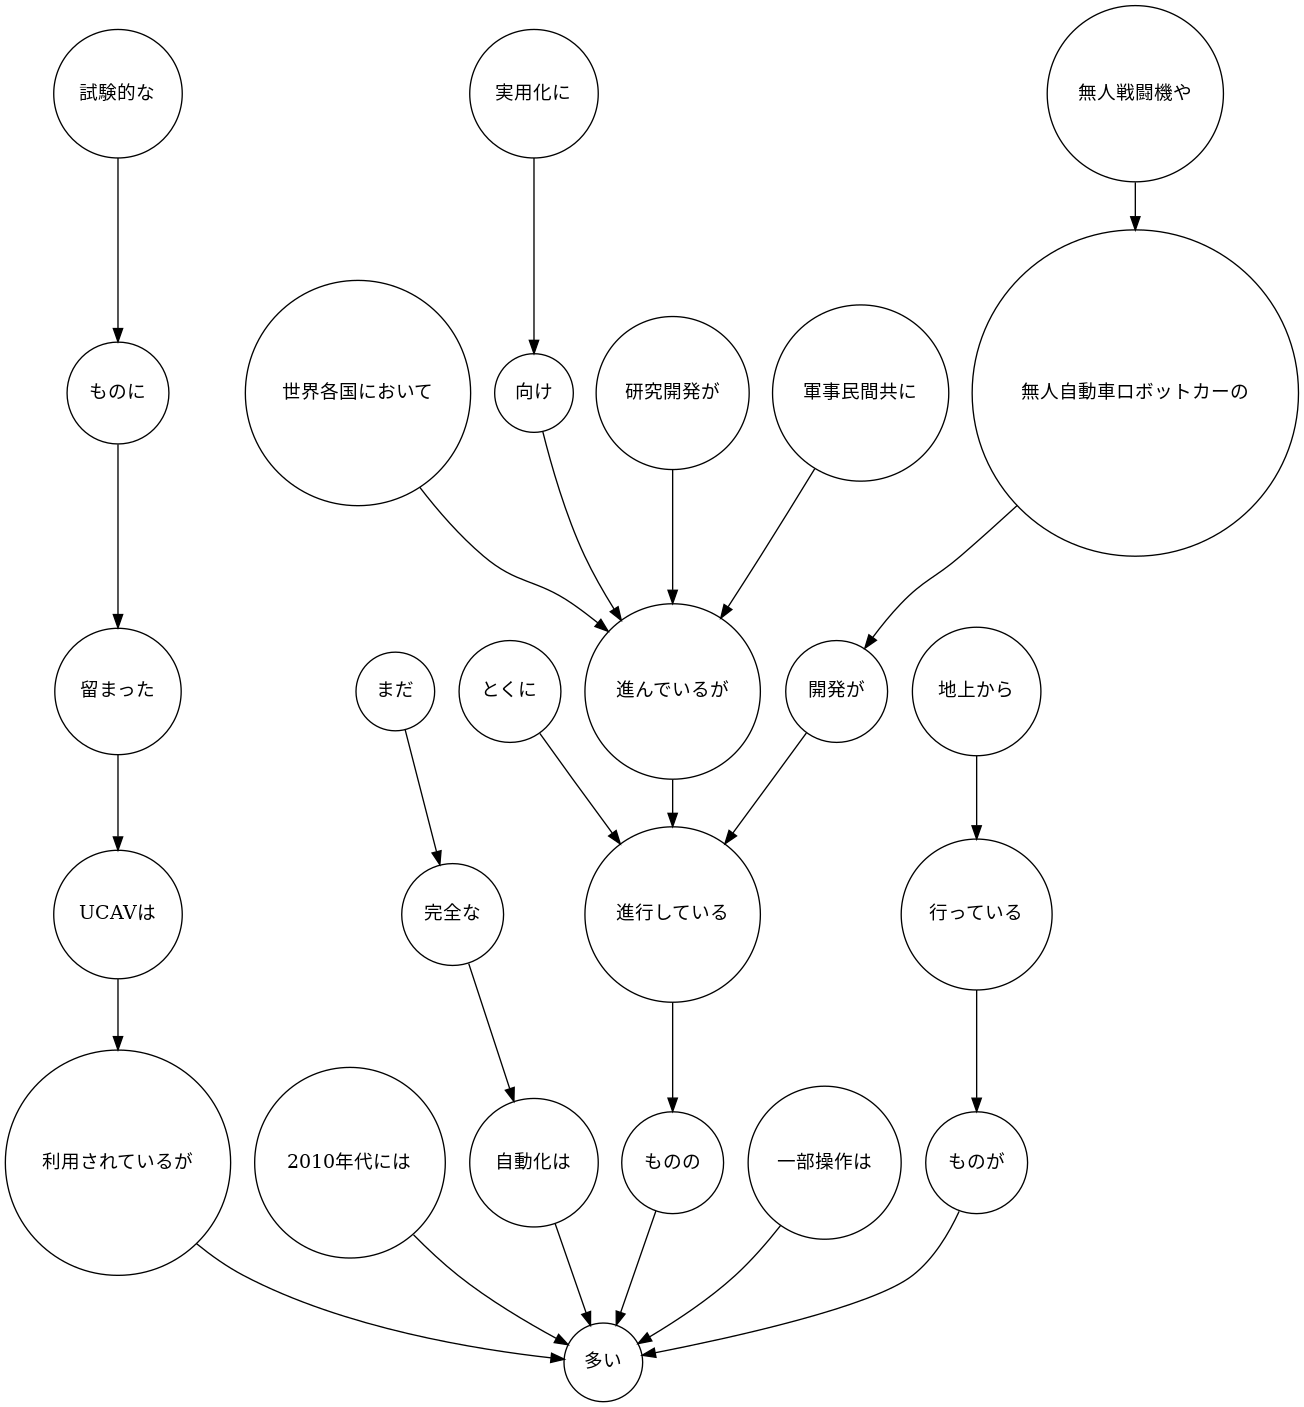 試験的な
実用化に
無人戦闘機や
ものに
世界各国において
向け
研究開発が
軍事民間共に
無人自動車ロボットカーの
留まった
まだ
とくに
進んでいるが
開発が
地上から
UCAVは
完全な
進行している
行っている
利用されているが
2010年代には
自動化は
ものの
一部操作は
ものが
多い